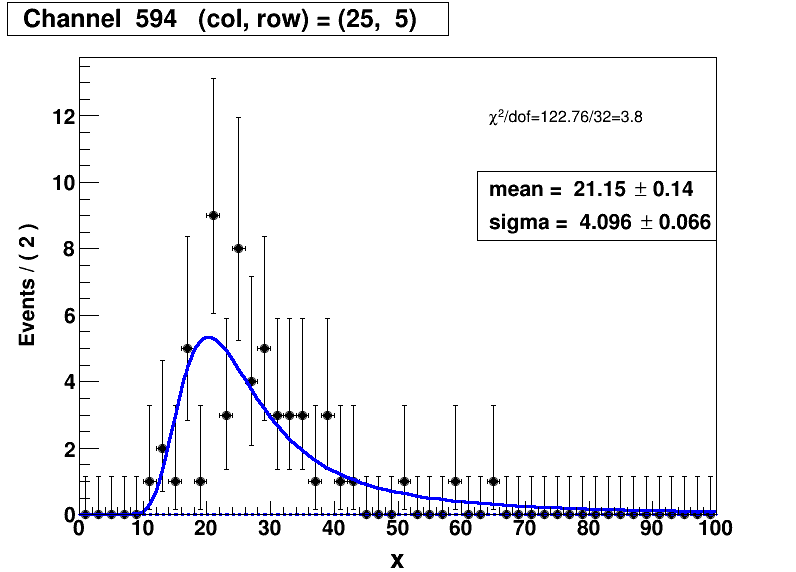 Channel 594 (col, row) = (25, 5)
χ²/dof=122.76/32=3.8
mean = 21.15 ± 0.14
sigma = 4.096 ± 0.066
Events / ( 2 )
12
10
8
6
4
2
0
0 10 20 30 40 50 60 70 80 90 100
x